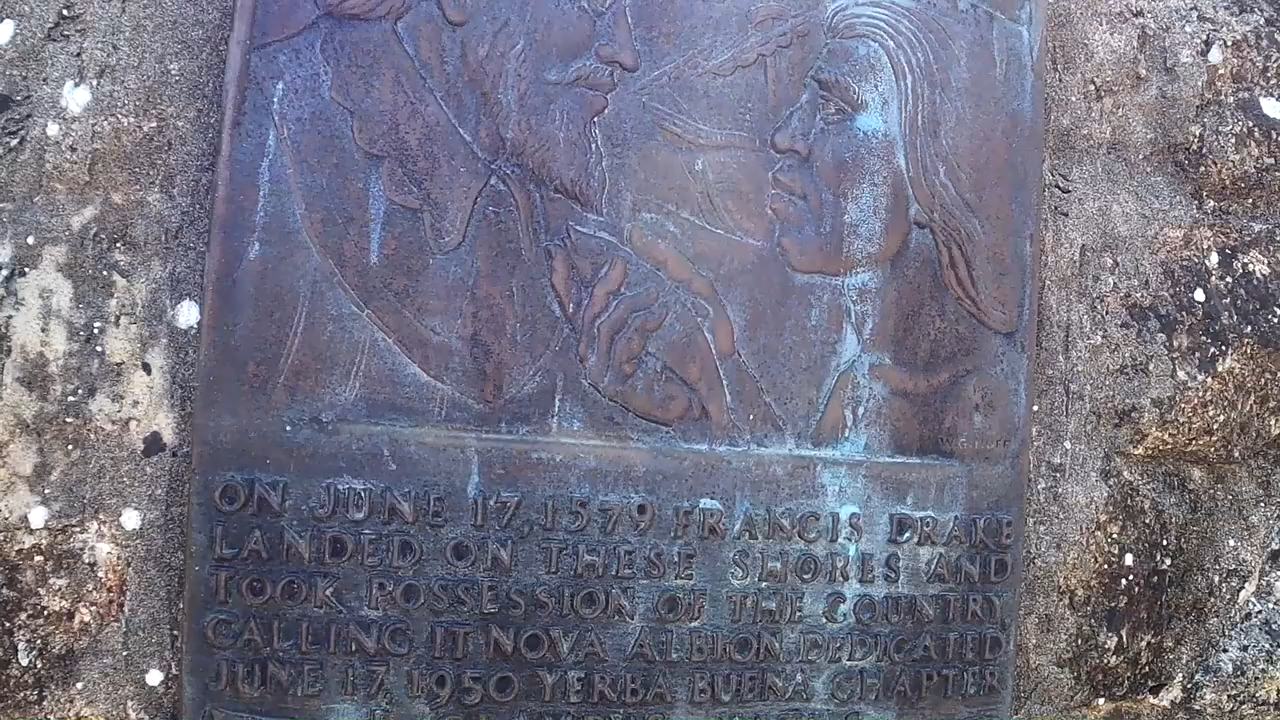 ON JUNE 17, 1579 FRANCIS DRAKE
LANDED ON THESE SHORES AND
TOOK POSSESSION OF THE COUNTRY
CALLING IT NOVA ALBION. DEDICATED
JUNE 17, 1950 YERBA BUENA CHAPTER